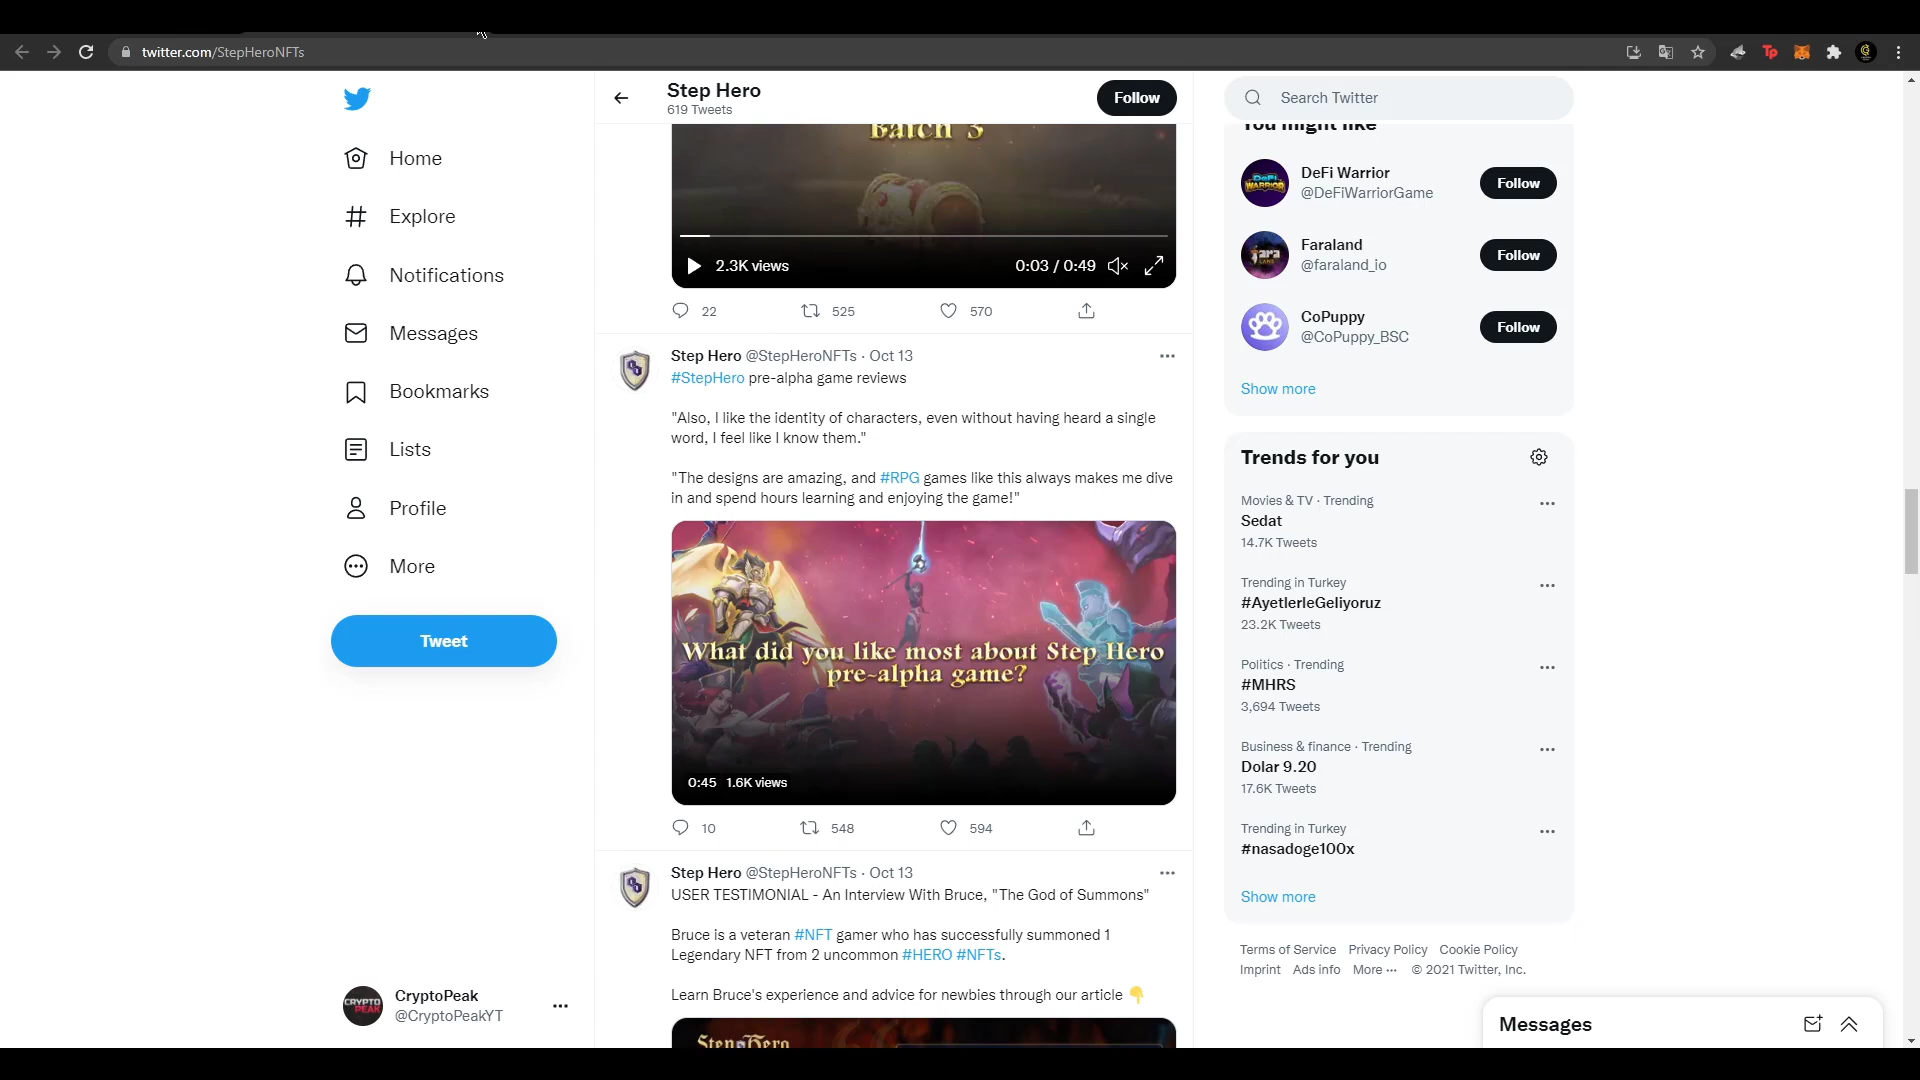 twitter.com/StepHeroNFTs
Tp
Home
Explore
Notifications
Messages
Bookmarks
Lists
Profile
More
Tweet
CryptoPeak
@CryptoPeakYT
CRYPTO
PEAK
Step Hero
619 Tweets
Follow
Batch 3
2.3K views
0:03 / 0:49
22
525
570
Step Hero @StepHeroNFTs · Oct 13
#StepHero pre-alpha game reviews
"Also, I like the identity of characters, even without having heard a single
word, I feel like I know them."
"The designs are amazing, and #RPG games like this always makes me dive
in and spend hours learning and enjoying the game!"
What did you like most about Step Hero
pre-alpha game?
0:45 1.6K views
10
548
594
Step Hero @StepHeroNFTs · Oct 13
USER TESTIMONIAL - An Interview With Bruce, "The God of Summons"
Bruce is a veteran #NFT gamer who has successfully summoned 1
Legendary NFT from 2 uncommon #HERO #NFTs.
Learn Bruce's experience and advice for newbies through our article 👇
Step Hero
Search Twitter
You might like
DEFI
WARRIOR
DeFi Warrior
@DeFiWarriorGame
Follow
Fara
Faraland
@faraland_io
Follow
CoPuppy
@CoPuppy_BSC
Follow
Show more
Trends for you
Movies & TV · Trending
Sedat
14.7K Tweets
Trending in Turkey
#AyetlerleGeliyoruz
23.2K Tweets
Politics · Trending
#MHRS
3,694 Tweets
Business & finance · Trending
Dolar 9.20
17.6K Tweets
Trending in Turkey
#nasadoge100x
Show more
Terms of Service Privacy Policy Cookie Policy
Imprint Ads info More ··· © 2021 Twitter, Inc.
Messages